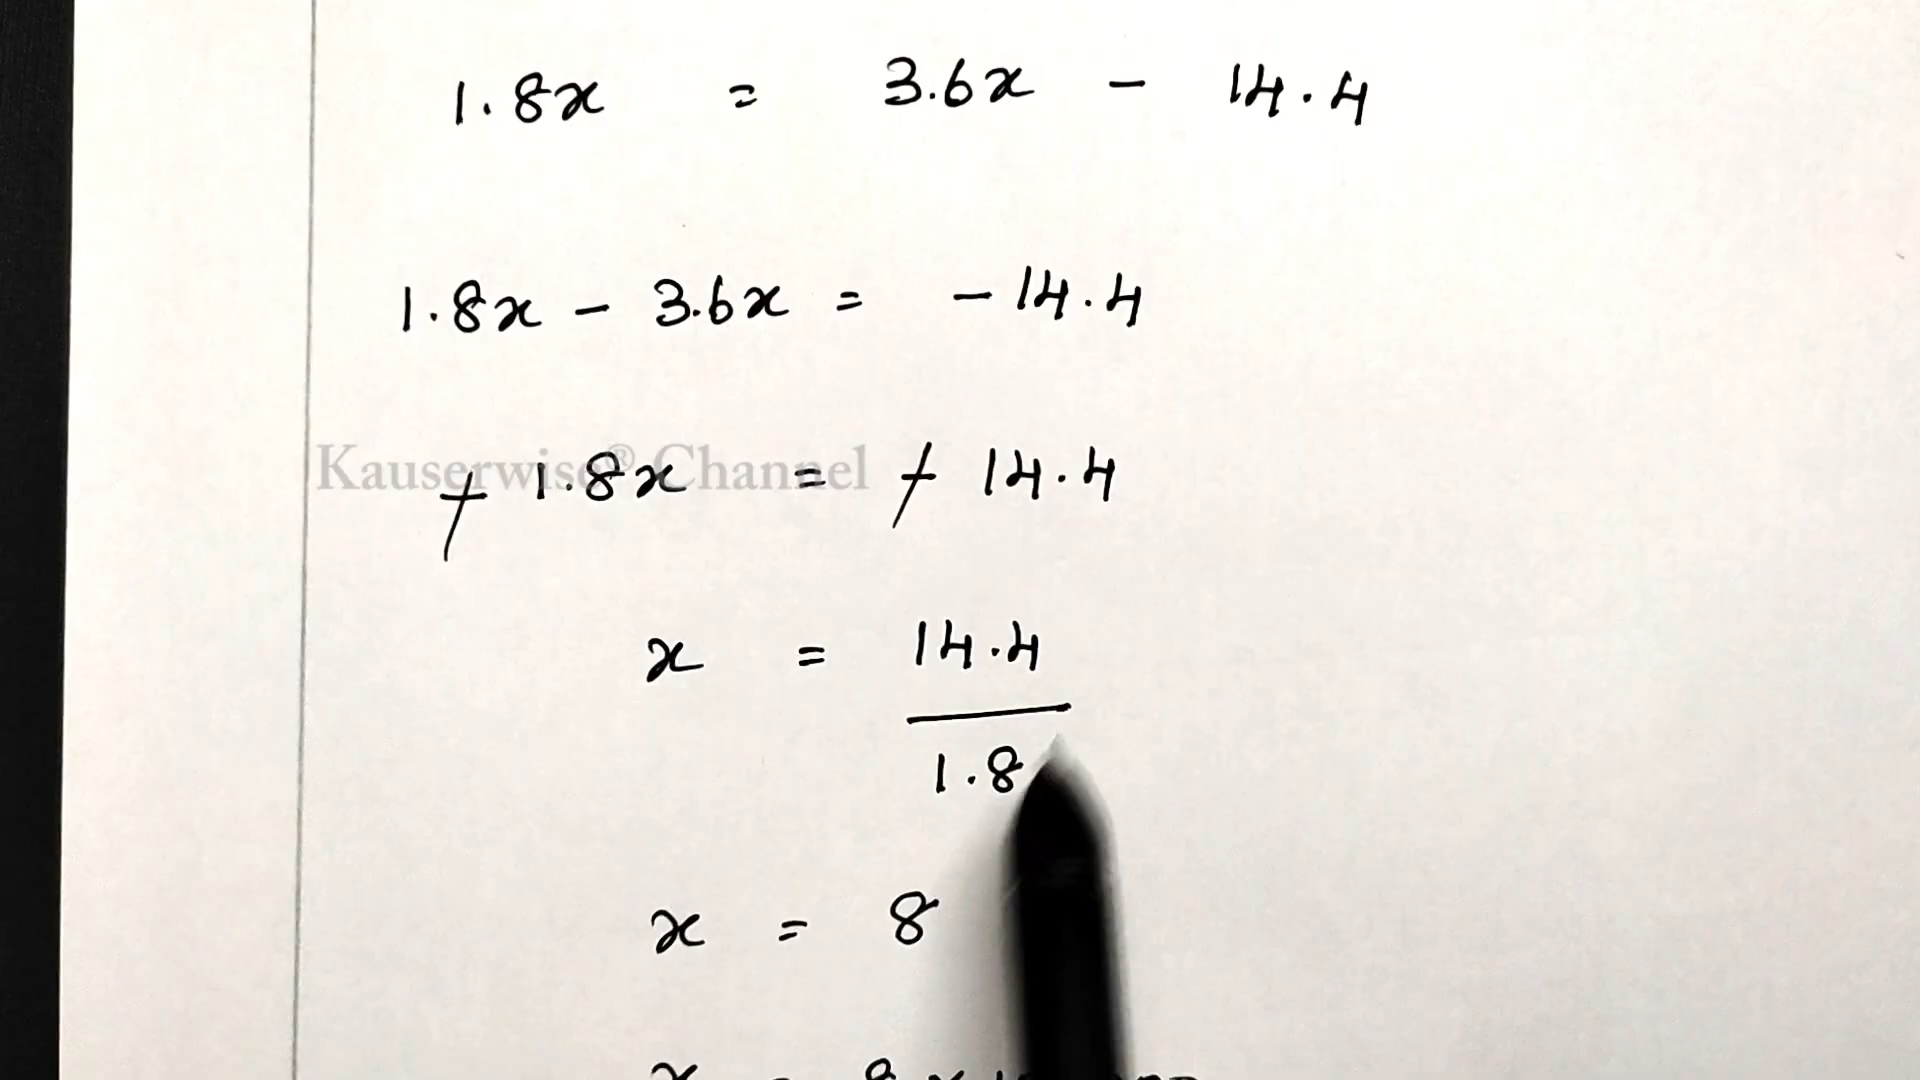 1.8x = 3.6x - 14.4
1.8x - 3.6x = -14.4
Kauserwise® Channel
- 1.8x = - 14.4
x = 14.4
1.8
x = 8
x = 8 x